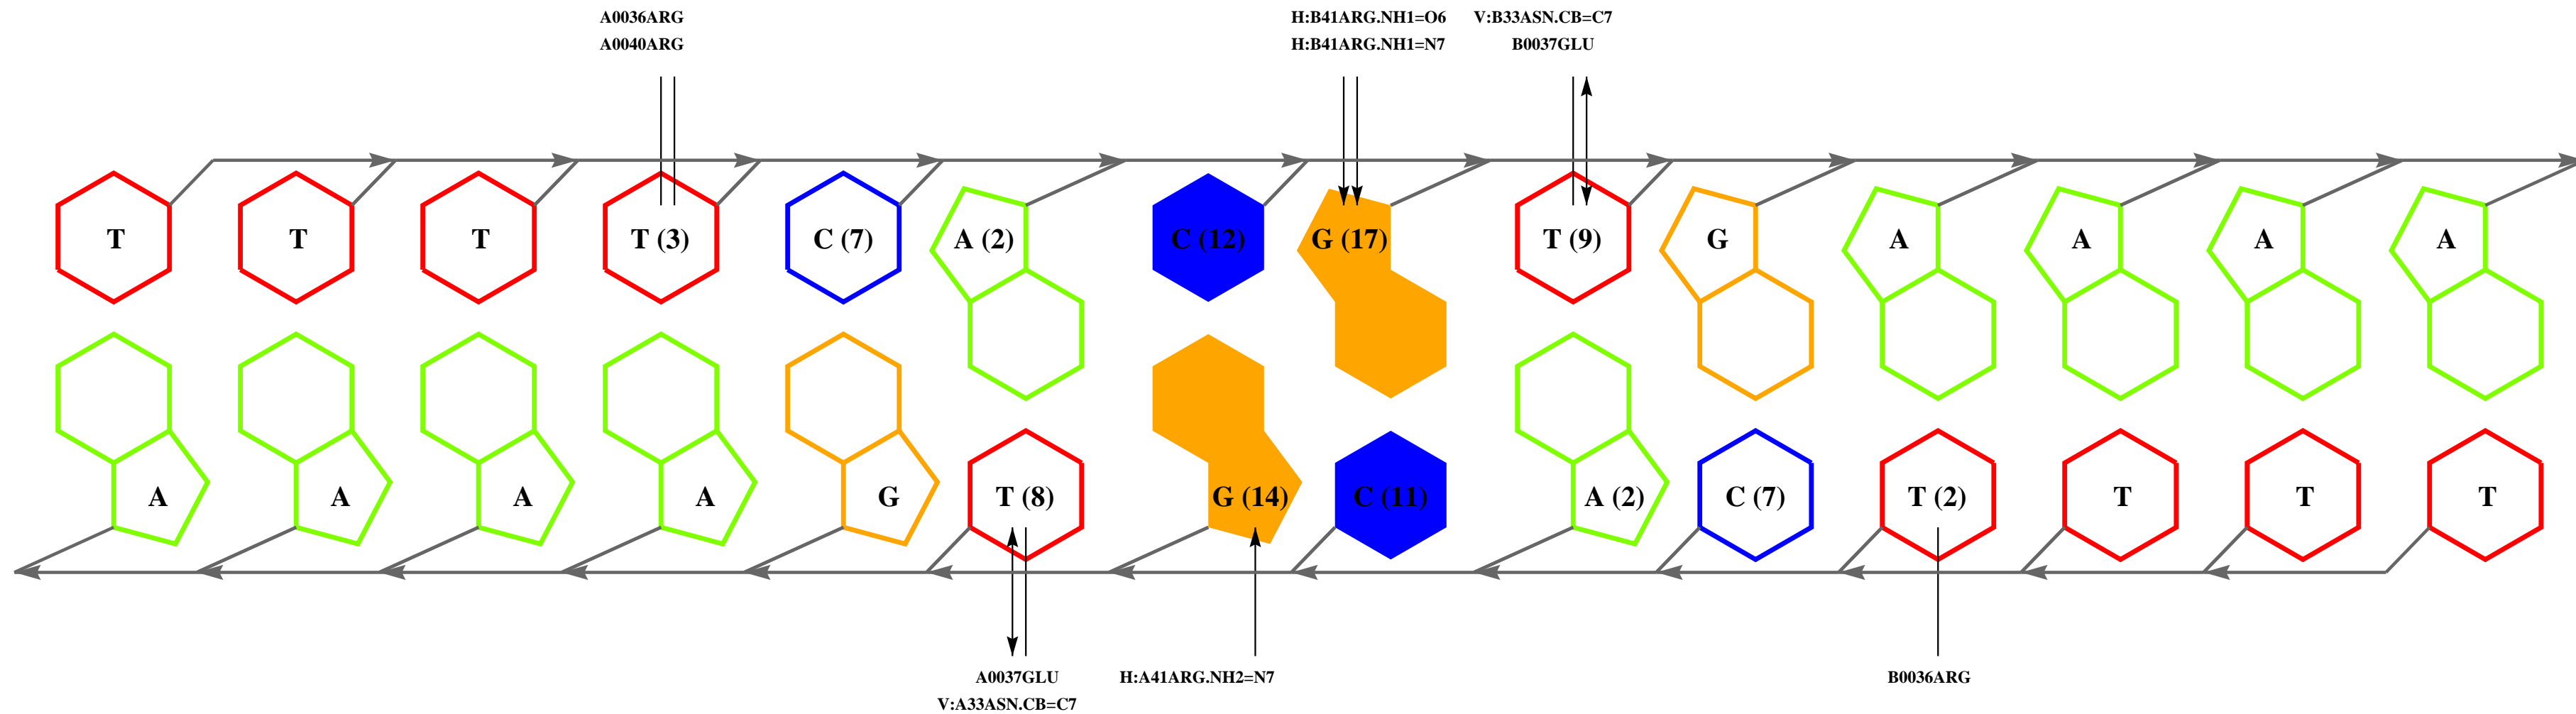 A0036ARG
A0040ARG
H:B41ARG.NH1=O6 V:B33ASN.CB=C7
H:B41ARG.NH1=N7 B0037GLU
T T T T (3) C (7) A (2) C (12) G (17) T (9) G A A A A
A A A A G T (8) G (14) C (11) A (2) C (7) T (2) T T T
A0037GLU H:A41ARG.NH2=N7 B0036ARG
V:A33ASN.CB=C7